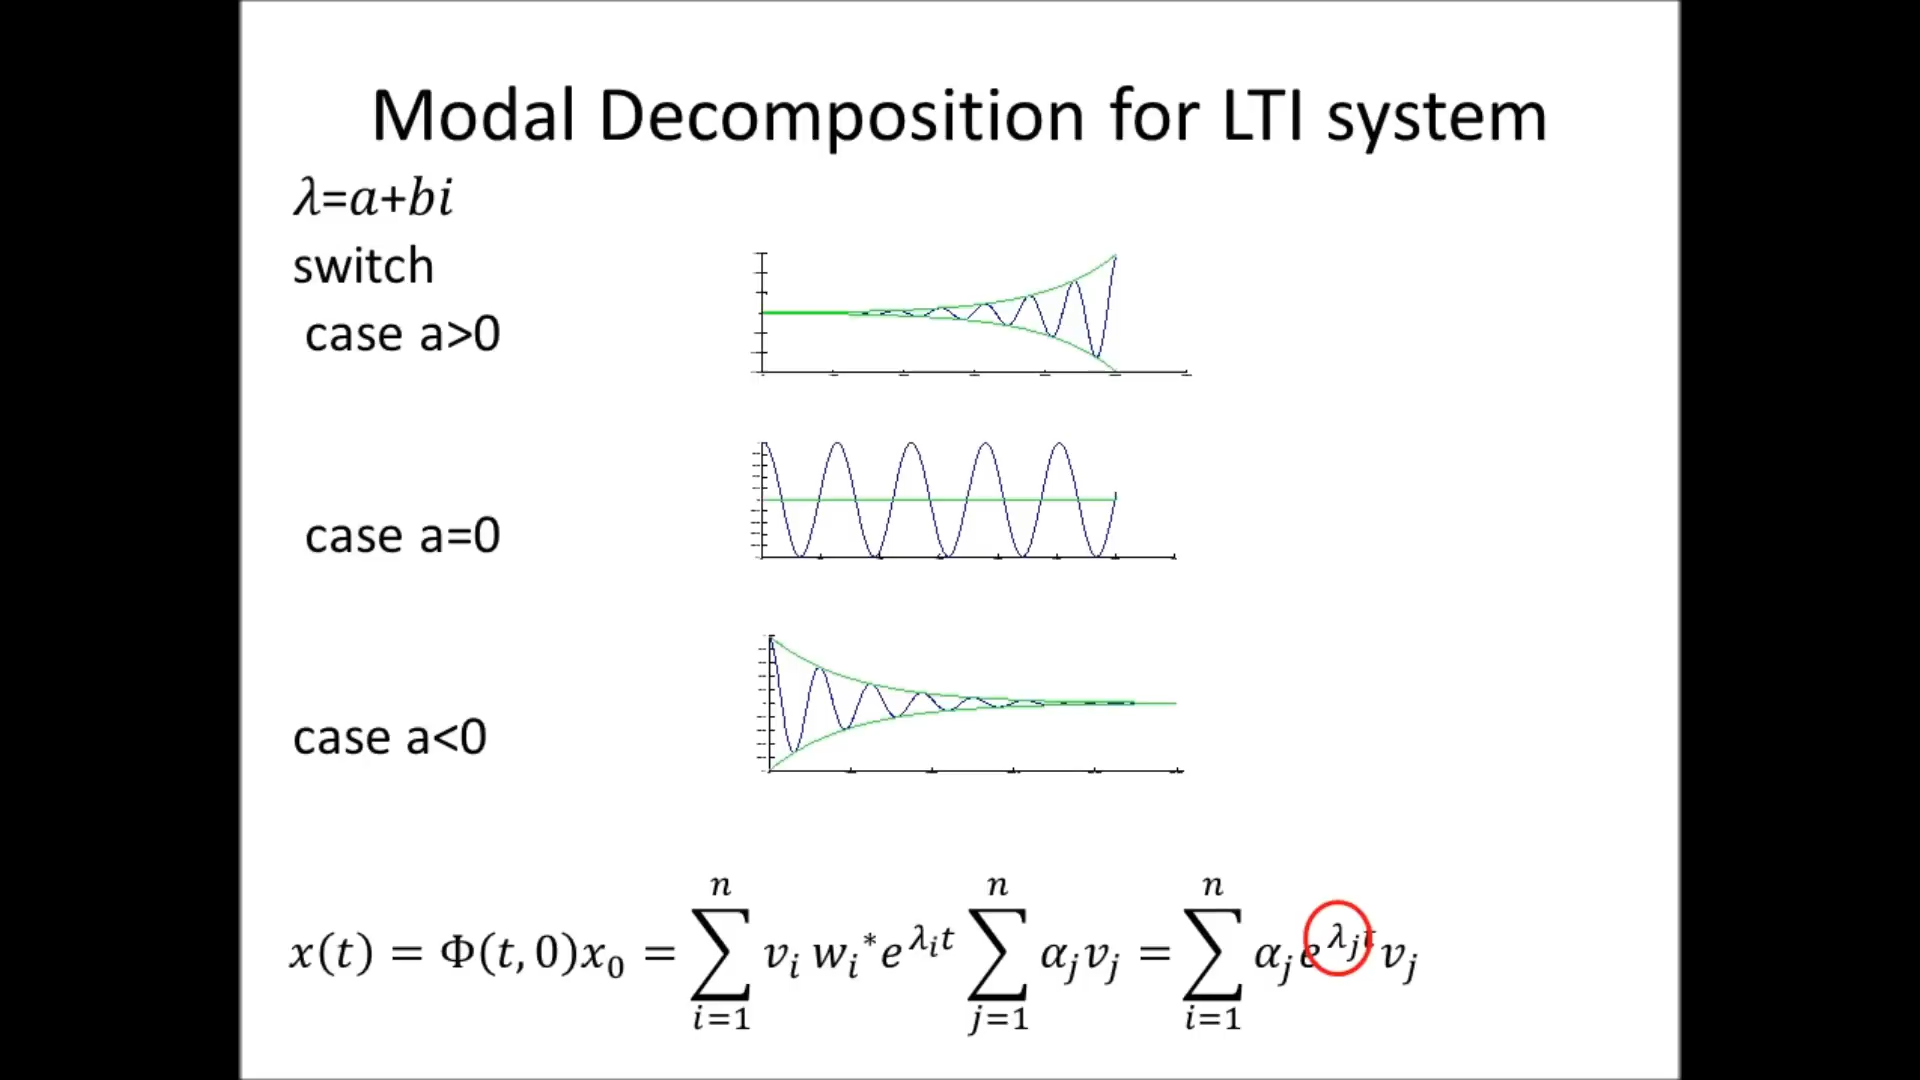 Modal Decomposition for LTI system
λ=a+bi
switch
case a>0
case a=0
case a<0
x(t) = Φ(t,0)x₀ = ∑ᵢ₌₁ⁿ vᵢ wᵢ* e^{λᵢt} ∑ⱼ₌₁ⁿ αⱼvⱼ = ∑ᵢ₌₁ⁿ αⱼe^{λⱼt}vⱼ